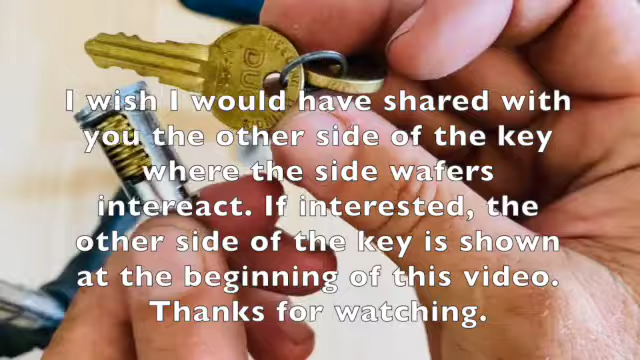 DUO
I wish I would have shared with
you the other side of the key
where the side wafers
intereact. If interested, the
other side of the key is shown
at the beginning of this video.
Thanks for watching.